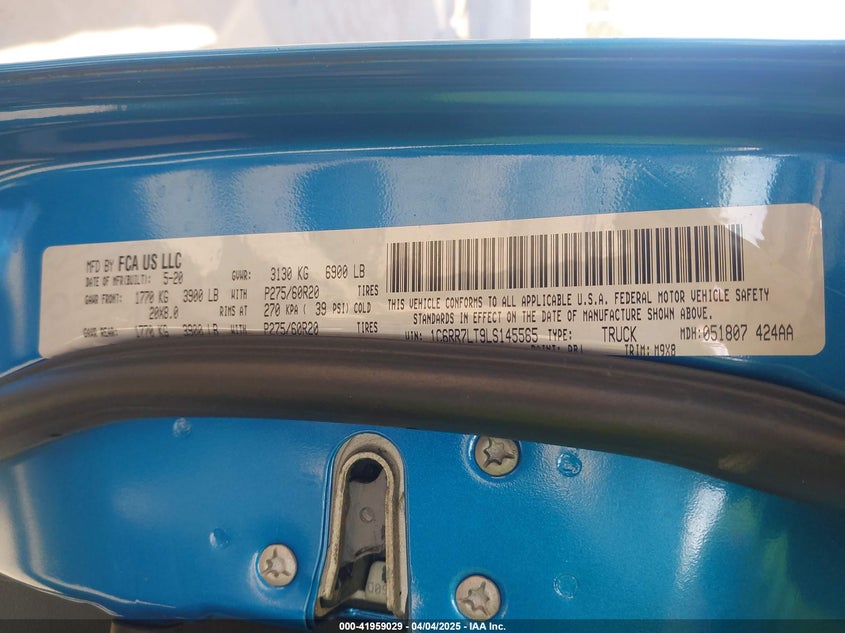 MFD BY FCA US LLC
DATE OF MFR(BUILT): 5-20 GVWR: 3130 KG 6900 LB
GAWR FRONT: 1770 KG 3900 LB WITH P275/60R20 TIRES
20X8.0 RIMS AT 270 KPA ( 39 PSI) COLD
GAWR REAR: 1770 KG 3900 LB WITH P275/60R20 TIRES
THIS VEHICLE CONFORMS TO ALL APPLICABLE U.S.A. FEDERAL MOTOR VEHICLE SAFETY
STANDARDS IN EFFECT ON THE DATE OF MANUFACTURE SHOWN ABOVE.
VIN: 1C6RR7LT9LS145565 TYPE: TRUCK MDH: 051807 424AA
TRIM: M9X8
000-41959029 - 04/04/2025 - IAA Inc.